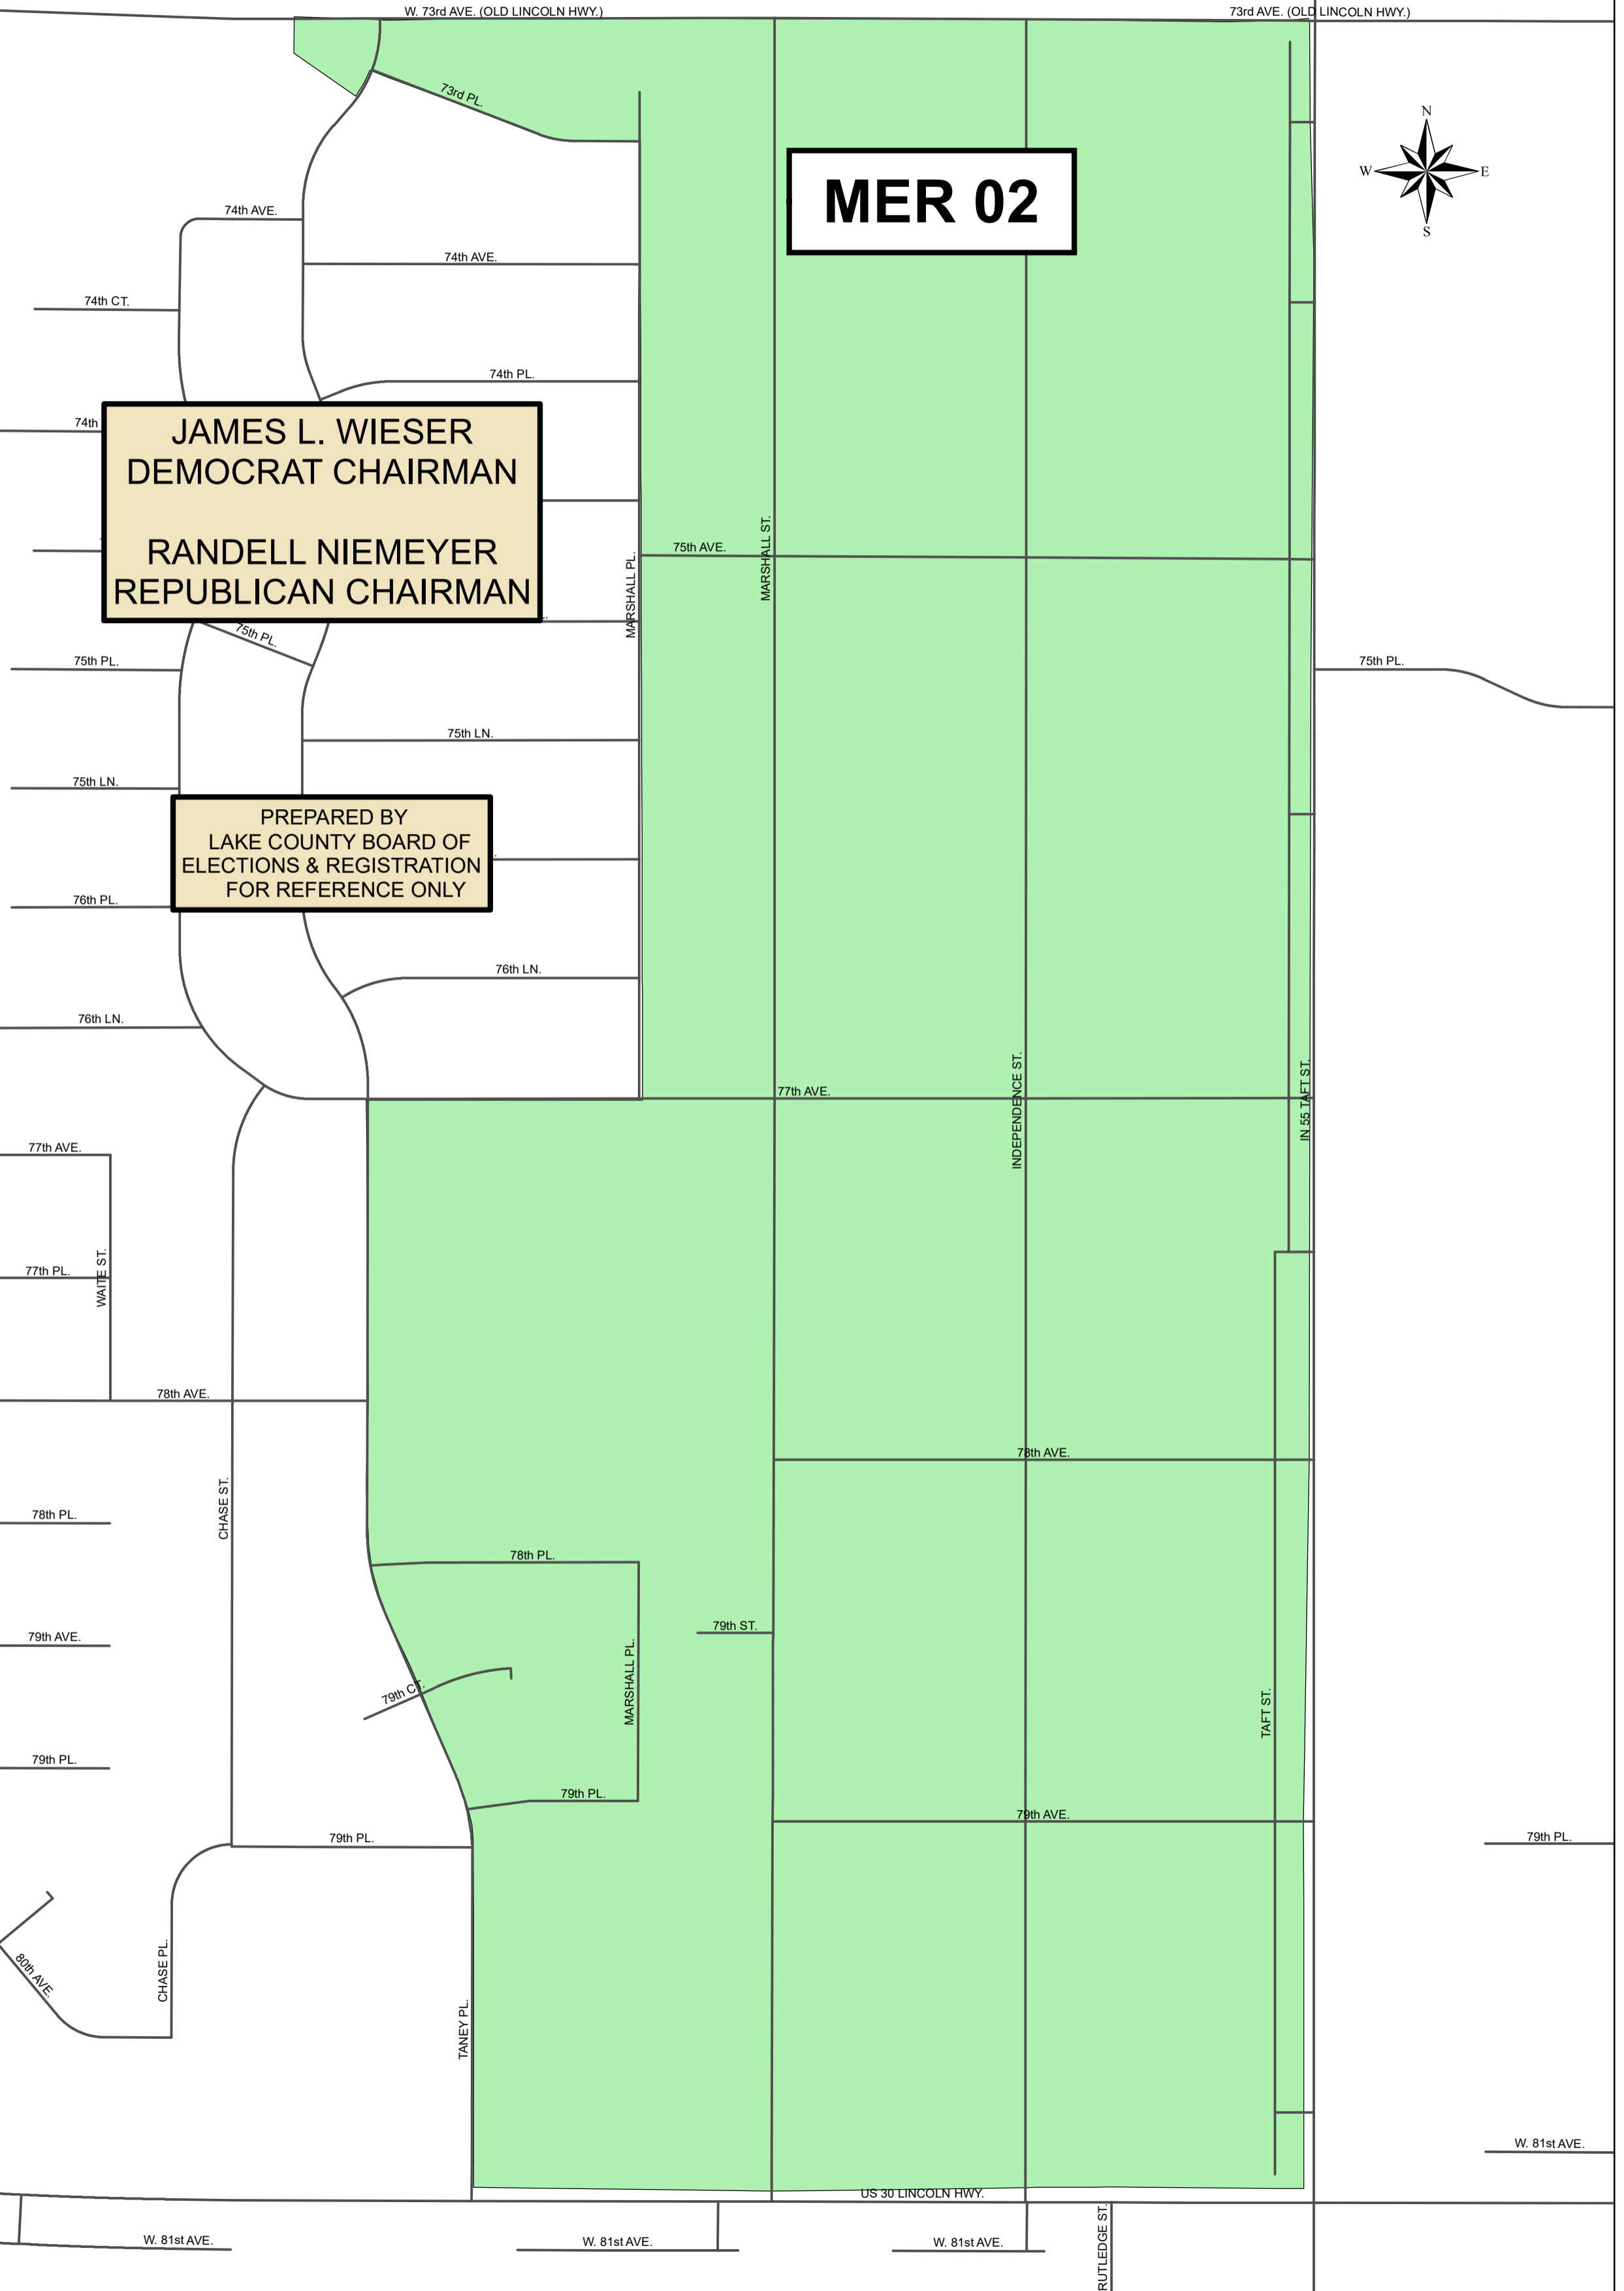 W. 73rd AVE. (OLD LINCOLN HWY.)
73rd AVE. (OLD LINCOLN HWY.)
73rd PL.
N
W
E
S
MER 02
74th AVE.
74th AVE.
74th CT.
74th PL.
74th
JAMES L. WIESER
DEMOCRAT CHAIRMAN
RANDELL NIEMEYER
REPUBLICAN CHAIRMAN
MARSHALL PL.
MARSHALL ST.
75th AVE.
75th PL.
75th PL.
75th PL.
75th LN.
75th LN.
PREPARED BY
LAKE COUNTY BOARD OF
ELECTIONS & REGISTRATION
FOR REFERENCE ONLY
76th PL.
76th LN.
76th LN.
INDEPENDENCE ST.
IN 55 TAFT ST.
77th AVE.
77th AVE.
77th PL.
WAITE ST.
78th AVE.
78th AVE.
CHASE ST.
78th PL.
78th PL.
79th ST.
79th AVE.
MARSHALL PL.
79th CT.
TAFT ST.
79th PL.
79th PL.
79th AVE.
79th PL.
79th PL.
80th AVE.
CHASE PL.
TANEY PL.
W. 81st AVE.
US 30 LINCOLN HWY.
W. 81st AVE.
W. 81st AVE.
W. 81st AVE.
RUTLEDGE ST.